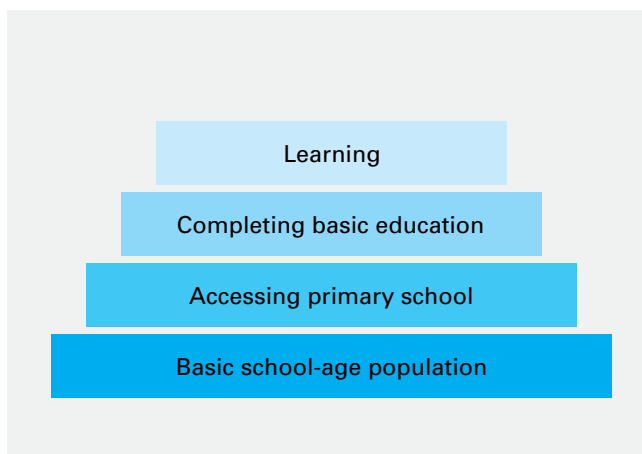 Learning
Completing basic education
Accessing primary school
Basic school-age population